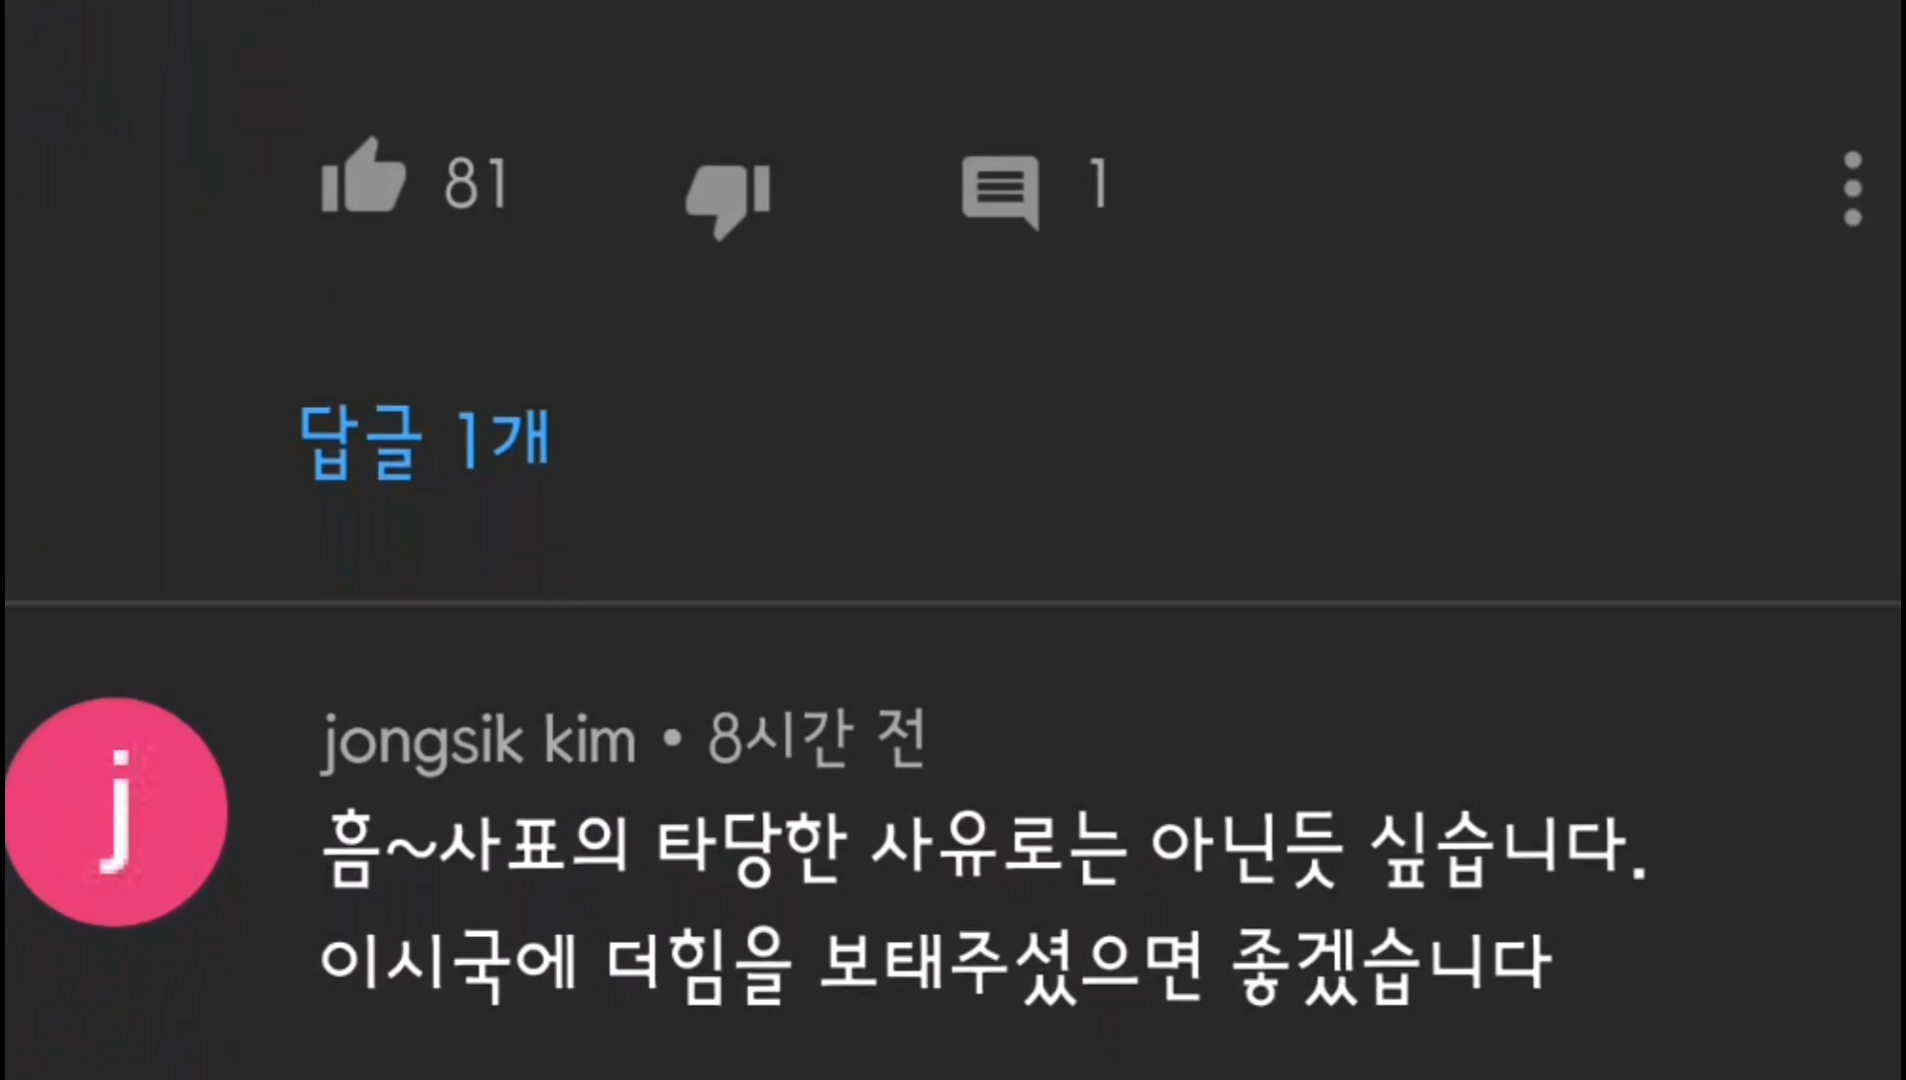 81 1
답글 1개
j
jongsik kim • 8시간 전
흠~사표의 타당한 사유로는 아닌듯 싶습니다.
이시국에 더힘을 보태주셨으면 좋겠습니다